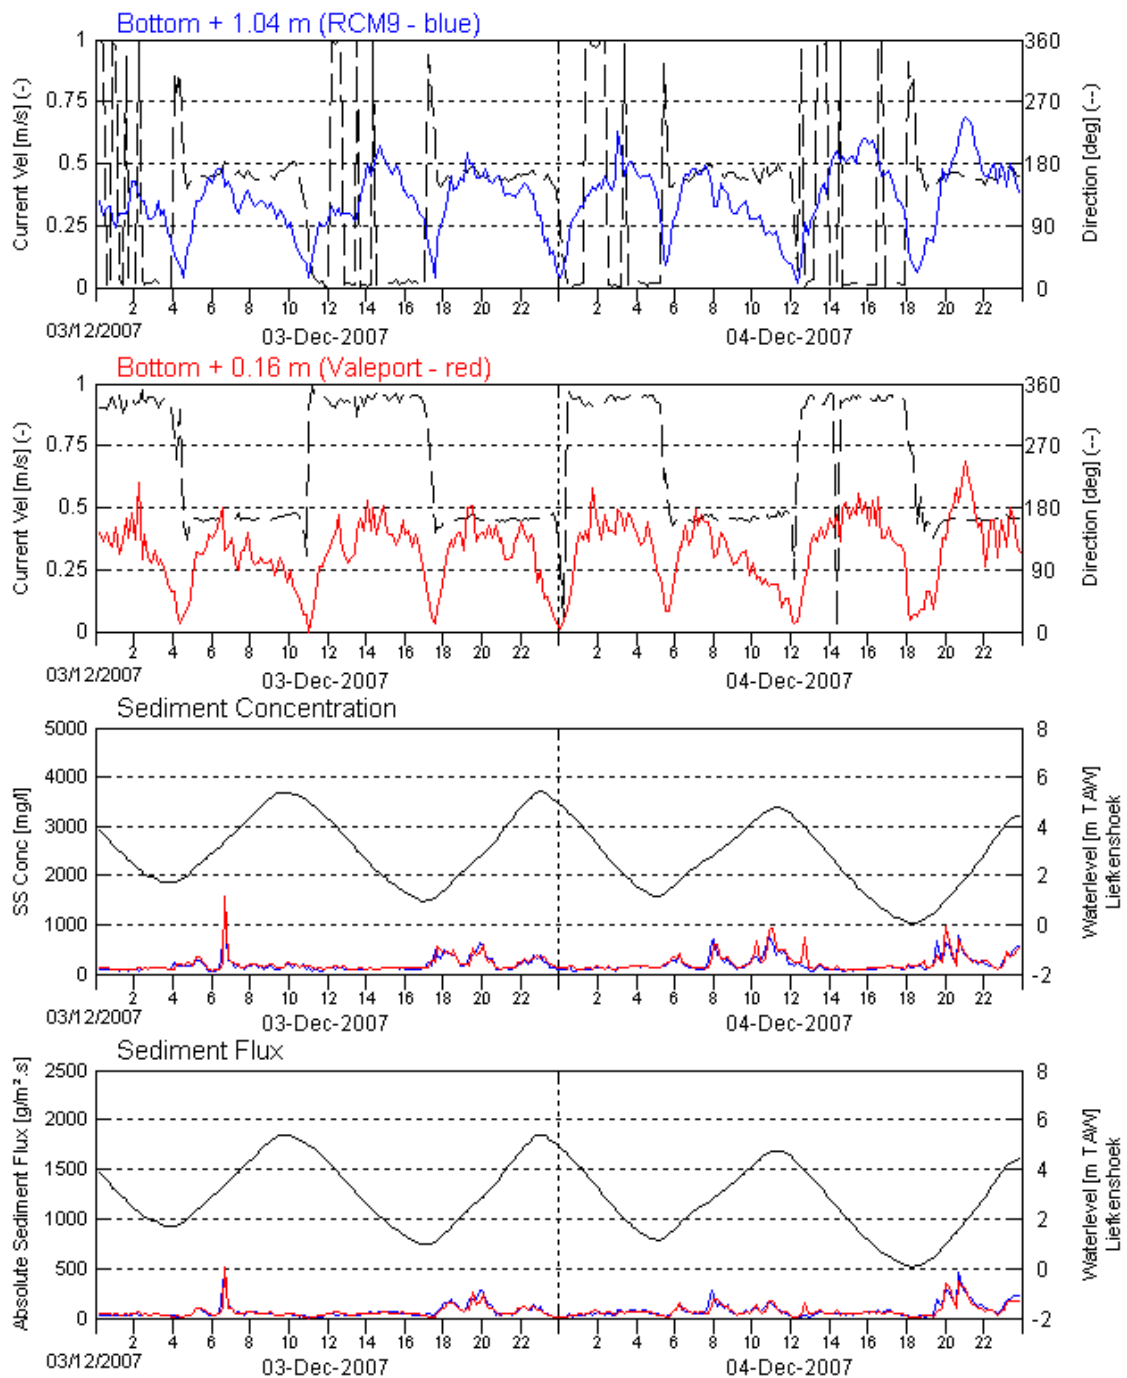 Bottom + 1.04 m (RCM9 - blue)
Current Vel [m/s] (-)
1
0.75
0.5
0.25
0
360
270
180
90
0
Direction [deg] (--)
2 4 6 8 10 12 14 16 18 20 22 2 4 6 8 10 12 14 16 18 20 22
03/12/2007 03-Dec-2007 04-Dec-2007
Bottom + 0.16 m (Valeport - red)
Current Vel [m/s] (-)
1
0.75
0.5
0.25
0
360
270
180
90
0
Direction [deg] (--)
2 4 6 8 10 12 14 16 18 20 22 2 4 6 8 10 12 14 16 18 20 22
03/12/2007 03-Dec-2007 04-Dec-2007
Sediment Concentration
SS Conc [mg/l]
5000
4000
3000
2000
1000
0
8
6
4
2
0
-2
Waterlevel [m TAW]
Liefkenshoek
2 4 6 8 10 12 14 16 18 20 22 2 4 6 8 10 12 14 16 18 20 22
03/12/2007 03-Dec-2007 04-Dec-2007
Sediment Flux
Absolute Sediment Flux [g/m².s]
2500
2000
1500
1000
500
0
8
6
4
2
0
-2
Waterlevel [m TAW]
Liefkenshoek
2 4 6 8 10 12 14 16 18 20 22 2 4 6 8 10 12 14 16 18 20 22
03/12/2007 03-Dec-2007 04-Dec-2007